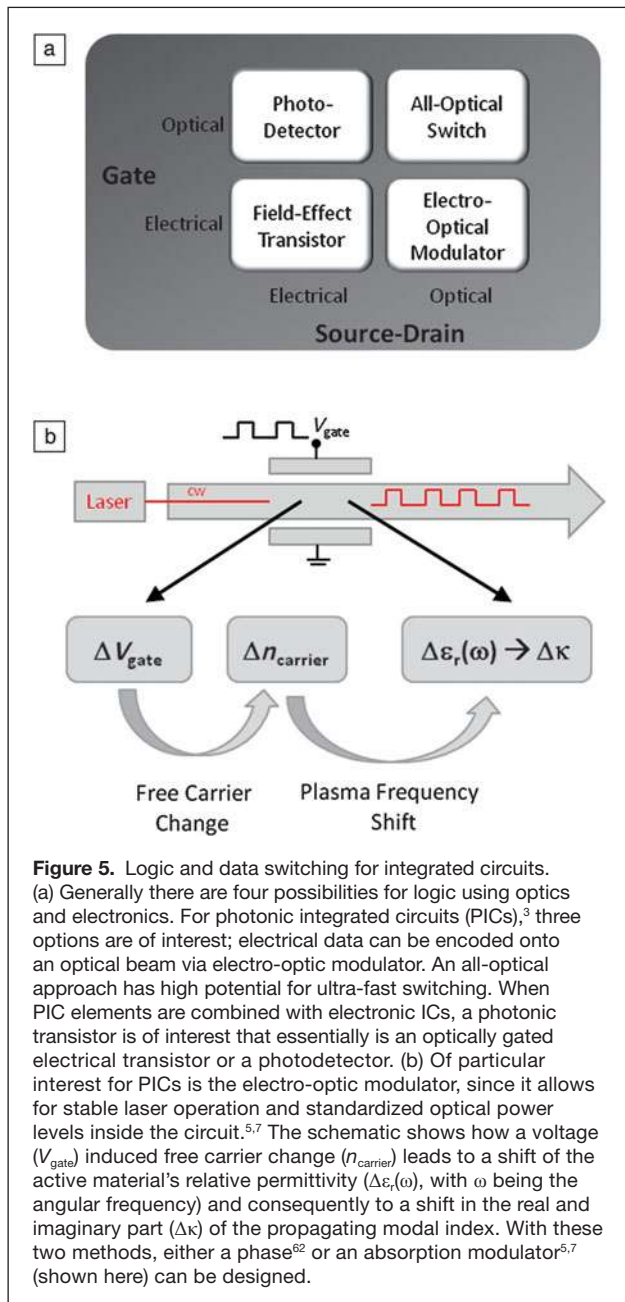 a
Photo-
Detector
All-Optical
Switch
Optical
Gate
Electrical
Field-Effect
Transistor
Electro-
Optical
Modulator
Electrical Optical
Source-Drain
b
Vgate
Laser
cw
ΔVgate
Δncarrier
Δεr(ω) → Δκ
Free Carrier
Change
Plasma Frequency
Shift
Figure 5. Logic and data switching for integrated circuits.
(a) Generally there are four possibilities for logic using optics
and electronics. For photonic integrated circuits (PICs),3 three
options are of interest; electrical data can be encoded onto
an optical beam via electro-optic modulator. An all-optical
approach has high potential for ultra-fast switching. When
PIC elements are combined with electronic ICs, a photonic
transistor is of interest that essentially is an optically gated
electrical transistor or a photodetector. (b) Of particular
interest for PICs is the electro-optic modulator, since it allows
for stable laser operation and standardized optical power
levels inside the circuit.5,7 The schematic shows how a voltage
(Vgate) induced free carrier change (ncarrier) leads to a shift of the
active material's relative permittivity (Δεr(ω), with ω being the
angular frequency) and consequently to a shift in the real and
imaginary part (Δκ) of the propagating modal index. With these
two methods, either a phase62 or an absorption modulator5,7
(shown here) can be designed.